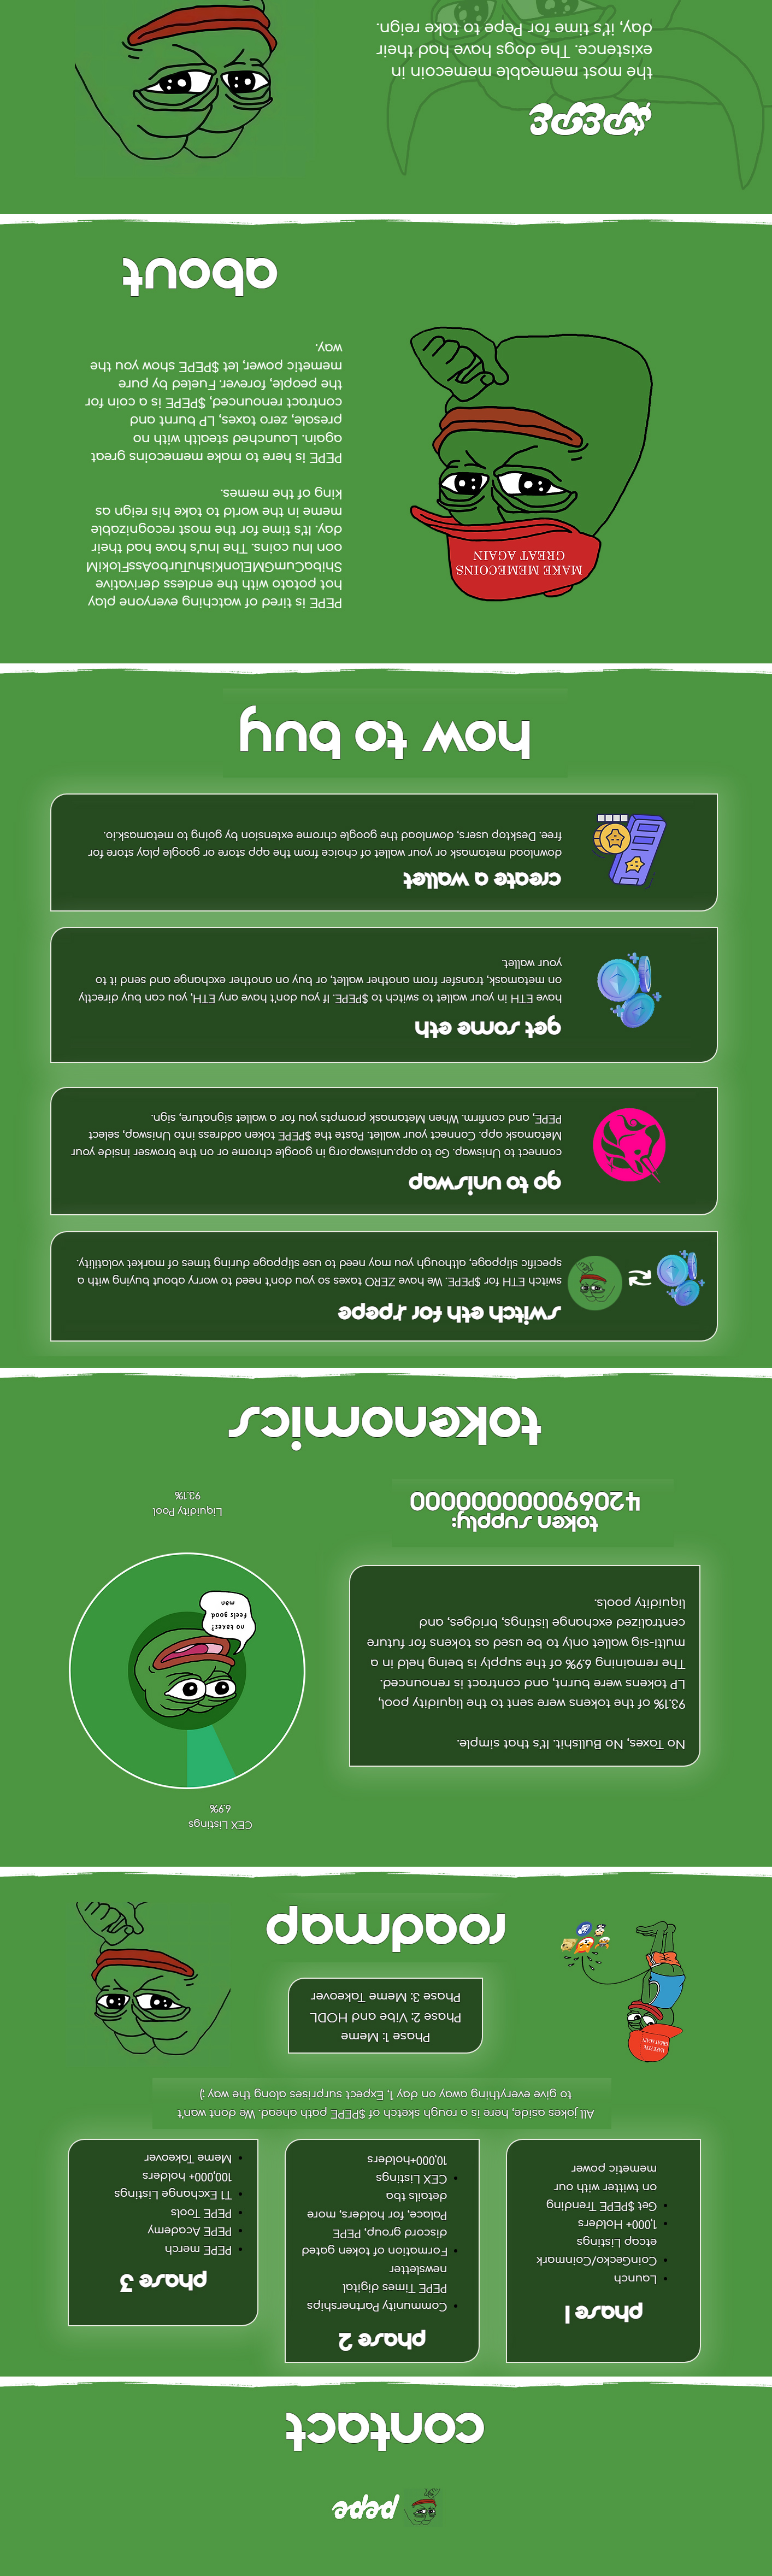 $pepe
the most memeable memecoin in
existence. The dogs have had their
day, it's time for Pepe to take reign.
about
MAKE MEMECOINS
GREAT AGAIN
PEPE is tired of watching everyone play
hot potato with the endless derivative
ShibaCumGMElonKishuTurboAssFlokiM
oon Inu coins. The Inu's have had their
day. It's time for the most recognizable
meme in the world to take his reign as
king of the memes.
PEPE is here to make memecoins great
again. Launched stealth with no
presale, zero taxes, LP burnt and
contract renounced, $PEPE is a coin for
the people, forever. Fueled by pure
memetic power, let $PEPE show you the
way.
how to buy
create a wallet
download metamask or your wallet of choice from the app store or google play store for
free. Desktop users, download the google chrome extension by going to metamask.io.
get some eth
have ETH in your wallet to switch to $PEPE. If you don't have any ETH, you can buy directly
on metamask, transfer from another wallet, or buy on another exchange and send it to
your wallet.
go to uniswap
connect to Uniswap. Go to app.uniswap.org in google chrome or on the browser inside your
Metamask app. Connect your wallet. Paste the $PEPE token address into Uniswap, select
PEPE, and confirm. When Metamask prompts you for a wallet signature, sign.
switch eth for $pepe
switch ETH for $PEPE. We have ZERO taxes so you don't need to worry about buying with a
specific slippage, although you may need to use slippage during times of market volatility.
tokenomics
token supply:
420690000000000
No Taxes, No Bullshit. It's that simple.
93.1% of the tokens were sent to the liquidity pool,
LP tokens were burnt, and contract is renounced.
The remaining 6.9% of the supply is being held in a
multi-sig wallet only to be used as tokens for future
centralized exchange listings, bridges, and
liquidity pools.
CEX Listings
6.9%
no taxes?
feels good
man
Liquidity Pool
93.1%
roadmap
Phase 1: Meme
Phase 2: Vibe and HODL
Phase 3: Meme Takeover
All jokes aside, here is a rough sketch of $PEPE path ahead. We dont want't
to give everything away on day 1, Expect surprises along the way ;)
phase 1
Launch
CoinGecko/Coinmark
etcap Listings
1,000+ Holders
Get $PEPE Trending
on twitter with our
memetic power
phase 2
Community Partnerships
PEPE Times digital
newsletter
Formation of token gated
discord group, PEPE
Palace, for holders, more
details tba
CEX Listings
10,000+holders
phase 3
PEPE merch
PEPE Academy
PEPE Tools
T1 Exchange Listings
100,000+ holders
Meme Takeover
contact
pepe